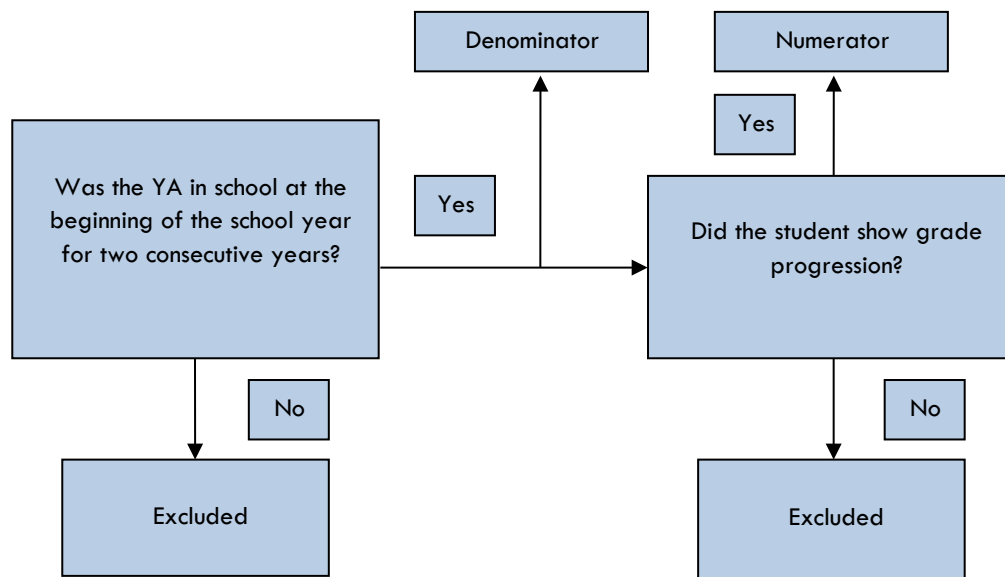 Denominator
Numerator
Yes
Was the YA in school at the
beginning of the school year
for two consecutive years?
Yes
Did the student show grade
progression?
No
No
Excluded
Excluded